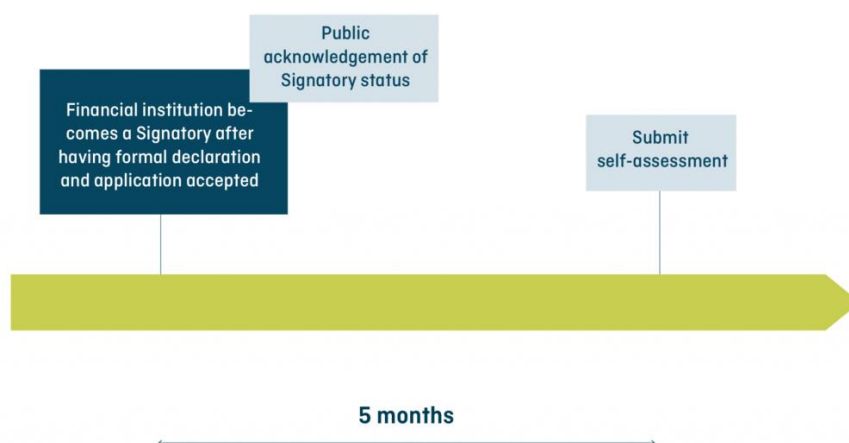 Public
acknowledgement of
Signatory status
Financial institution be-
comes a Signatory after
having formal declaration
and application accepted
Submit
self-assessment
5 months